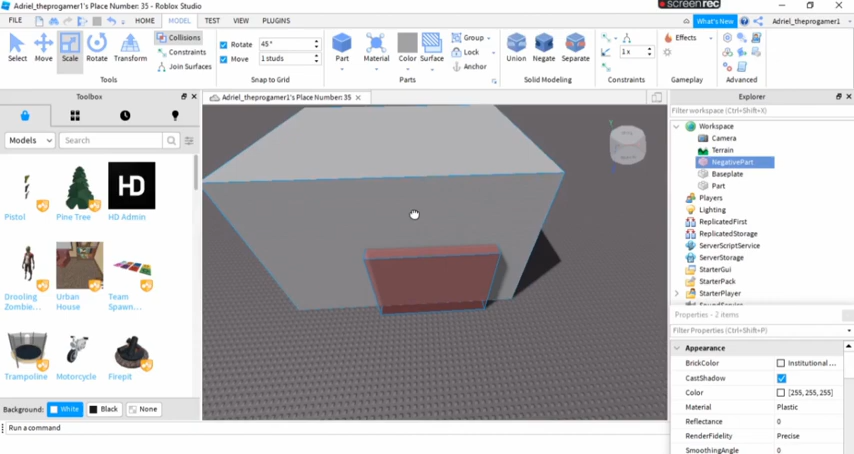 Adriel_theprogamer1's Place Number: 35 - Roblox Studio
screenrec
FILE HOME MODEL TEST VIEW PLUGINS
What's New Adriel_theprogamer1
Select Move Scale Rotate Transform
Collisions
Constraints
Join Surfaces
Tools
Rotate 45°
Move 1 studs
Snap to Grid
Part Material Color Surface
Group
Lock
Anchor
Parts
Union Negate Separate
Solid Modeling
1x
Constraints
Effects
Gameplay
Advanced
Toolbox
Models Search
Pistol Pine Tree HD Admin
Drooling Zombie... Urban House Team Spawn...
Trampoline Motorcycle Firepit
Background: White Black None
Run a command
Adriel_theprogamer1's Place Number: 35
Explorer
Filter workspace (Ctrl+Shift+X)
Workspace
Camera
Terrain
NegativePart
Baseplate
Part
Players
Lighting
ReplicatedFirst
ReplicatedStorage
ServerScriptService
ServerStorage
StarterGui
StarterPack
StarterPlayer
SoundService
Properties - 2 items
Filter Properties (Ctrl+Shift+P)
Appearance
BrickColor Institutional ...
CastShadow
Color [255, 255, 255]
Material Plastic
Reflectance 0
RenderFidelity Precise
SmoothingAngle 0